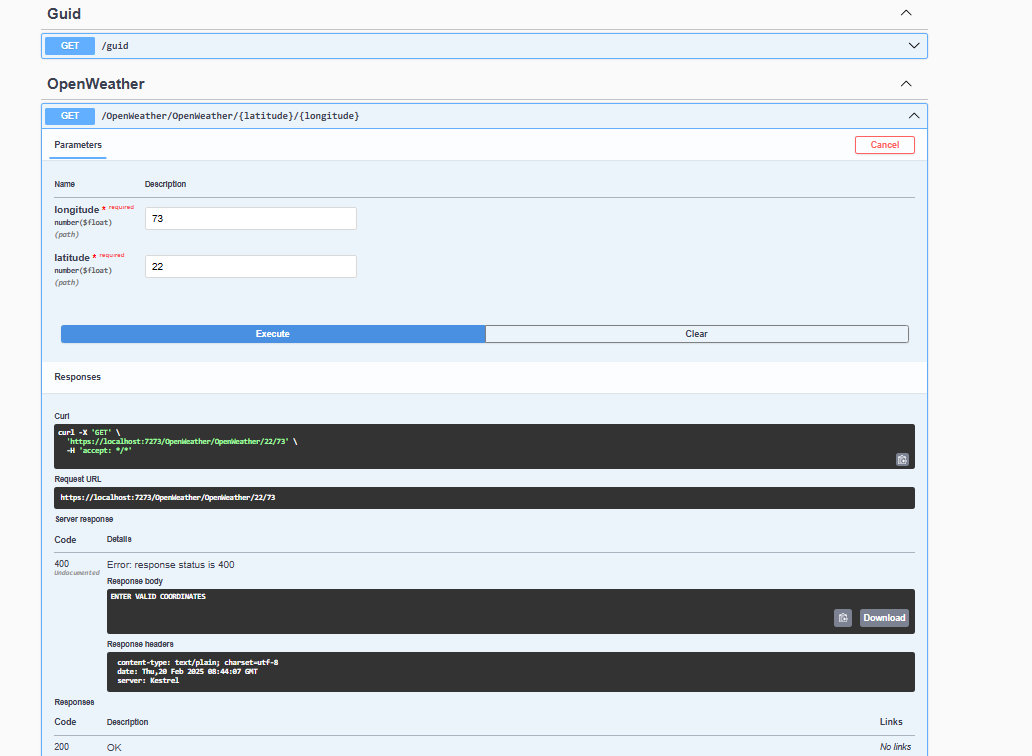 Guid
GET /guid
OpenWeather
GET /OpenWeather/OpenWeather/{latitude}/{longitude}
Parameters
Cancel
Name Description
longitude * required
number($float)
(path)
73
latitude * required
number($float)
(path)
22
Execute Clear
Responses
Curl
curl -X 'GET' \
'https://localhost:7273/OpenWeather/OpenWeather/22/73' \
-H 'accept: */*'
Request URL
https://localhost:7273/OpenWeather/OpenWeather/22/73
Server response
Code Details
400
Undocumented
Error: response status is 400
Response body
ENTER VALID COORDINATES
Download
Response headers
content-type: text/plain; charset=utf-8
date: Thu,20 Feb 2025 08:44:07 GMT
server: Kestrel
Responses
Code Description Links
200 OK No links